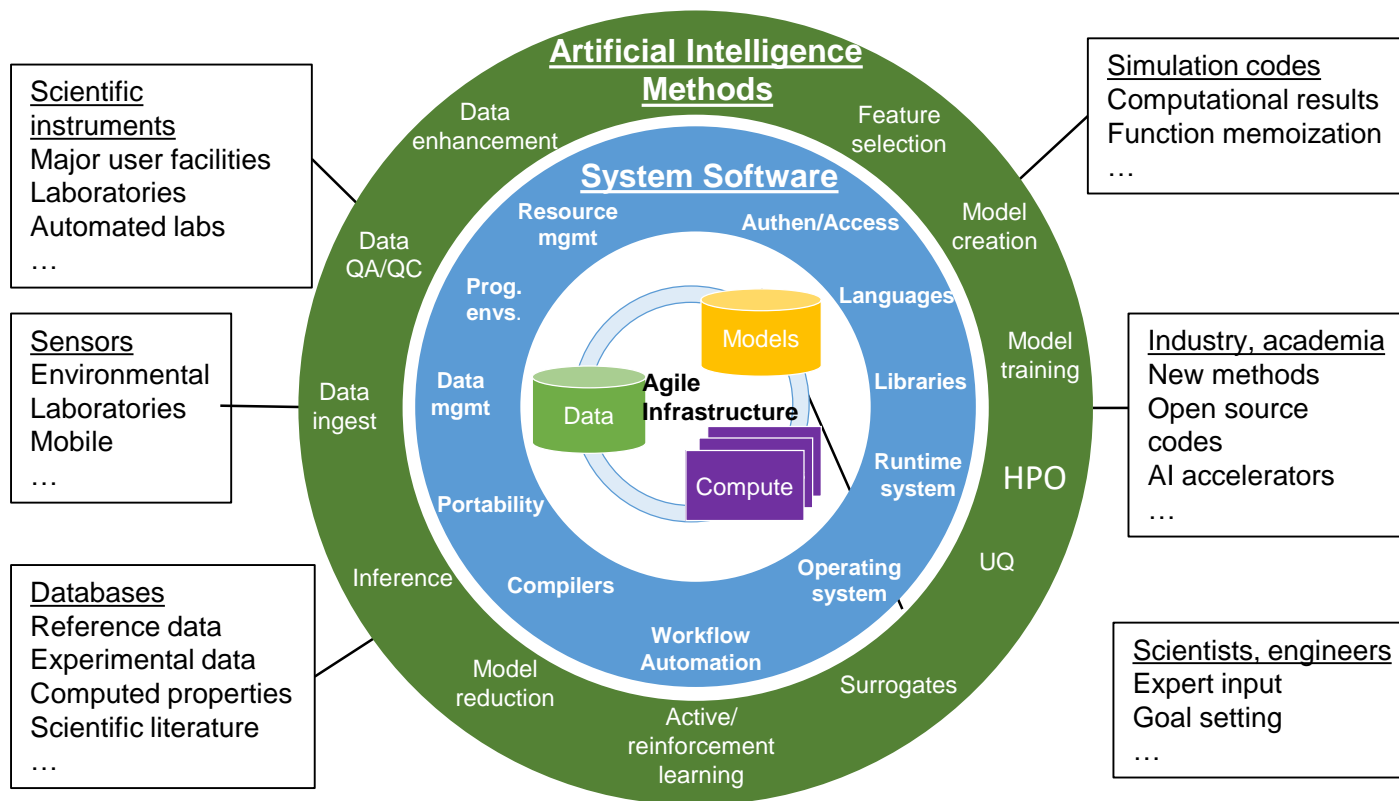 Artificial Intelligence
Methods
Data
enhancement
Feature
selection
Data
QA/QC
Model
creation
Data
ingest
Model
training
HPO
UQ
Inference
Model
reduction
Surrogates
Active/
reinforcement
learning
System Software
Resource
mgmt
Authen/Access
Prog.
envs.
Languages
Data
mgmt
Libraries
Portability
Runtime
system
Compilers
Operating
system
Workflow
Automation
Models
Data
Agile
Infrastructure
Compute
Scientific
instruments
Major user facilities
Laboratories
Automated labs
…
Sensors
Environmental
Laboratories
Mobile
…
Databases
Reference data
Experimental data
Computed properties
Scientific literature
…
Simulation codes
Computational results
Function memoization
…
Industry, academia
New methods
Open source
codes
AI accelerators
…
Scientists, engineers
Expert input
Goal setting
…